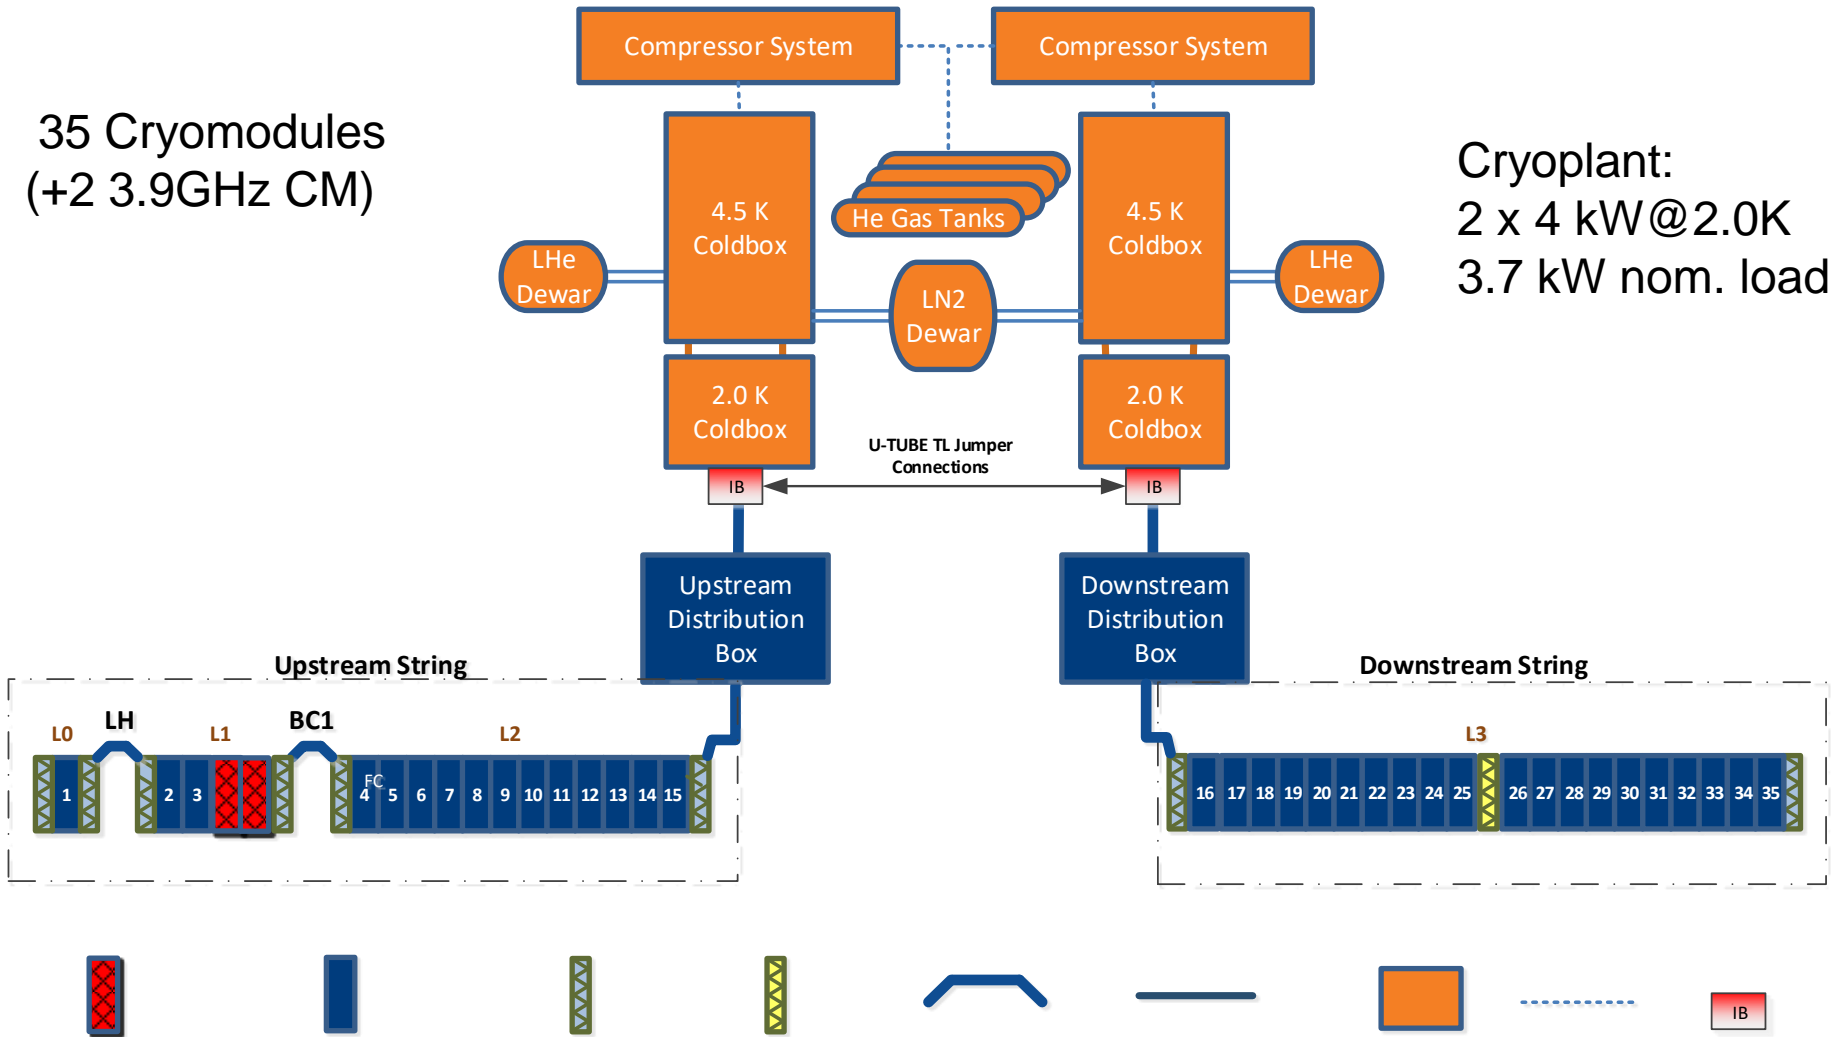 Compressor System
Compressor System
35 Cryomodules
(+2 3.9GHz CM)
Cryoplant:
2 x 4 kW@2.0K
3.7 kW nom. load
4.5 K
Coldbox
He Gas Tanks
4.5 K
Coldbox
LHe
Dewar
LN2
Dewar
LHe
Dewar
2.0 K
Coldbox
2.0 K
Coldbox
U-TUBE TL Jumper
Connections
IB
IB
Upstream
Distribution
Box
Downstream
Distribution
Box
Upstream String
Downstream String
L0
LH
L1
BC1
L2
L3
FC
1
2 3
4 5 6 7 8 9 10 11 12 13 14 15
16 17 18 19 20 21 22 23 24 25
26 27 28 29 30 31 32 33 34 35
IB